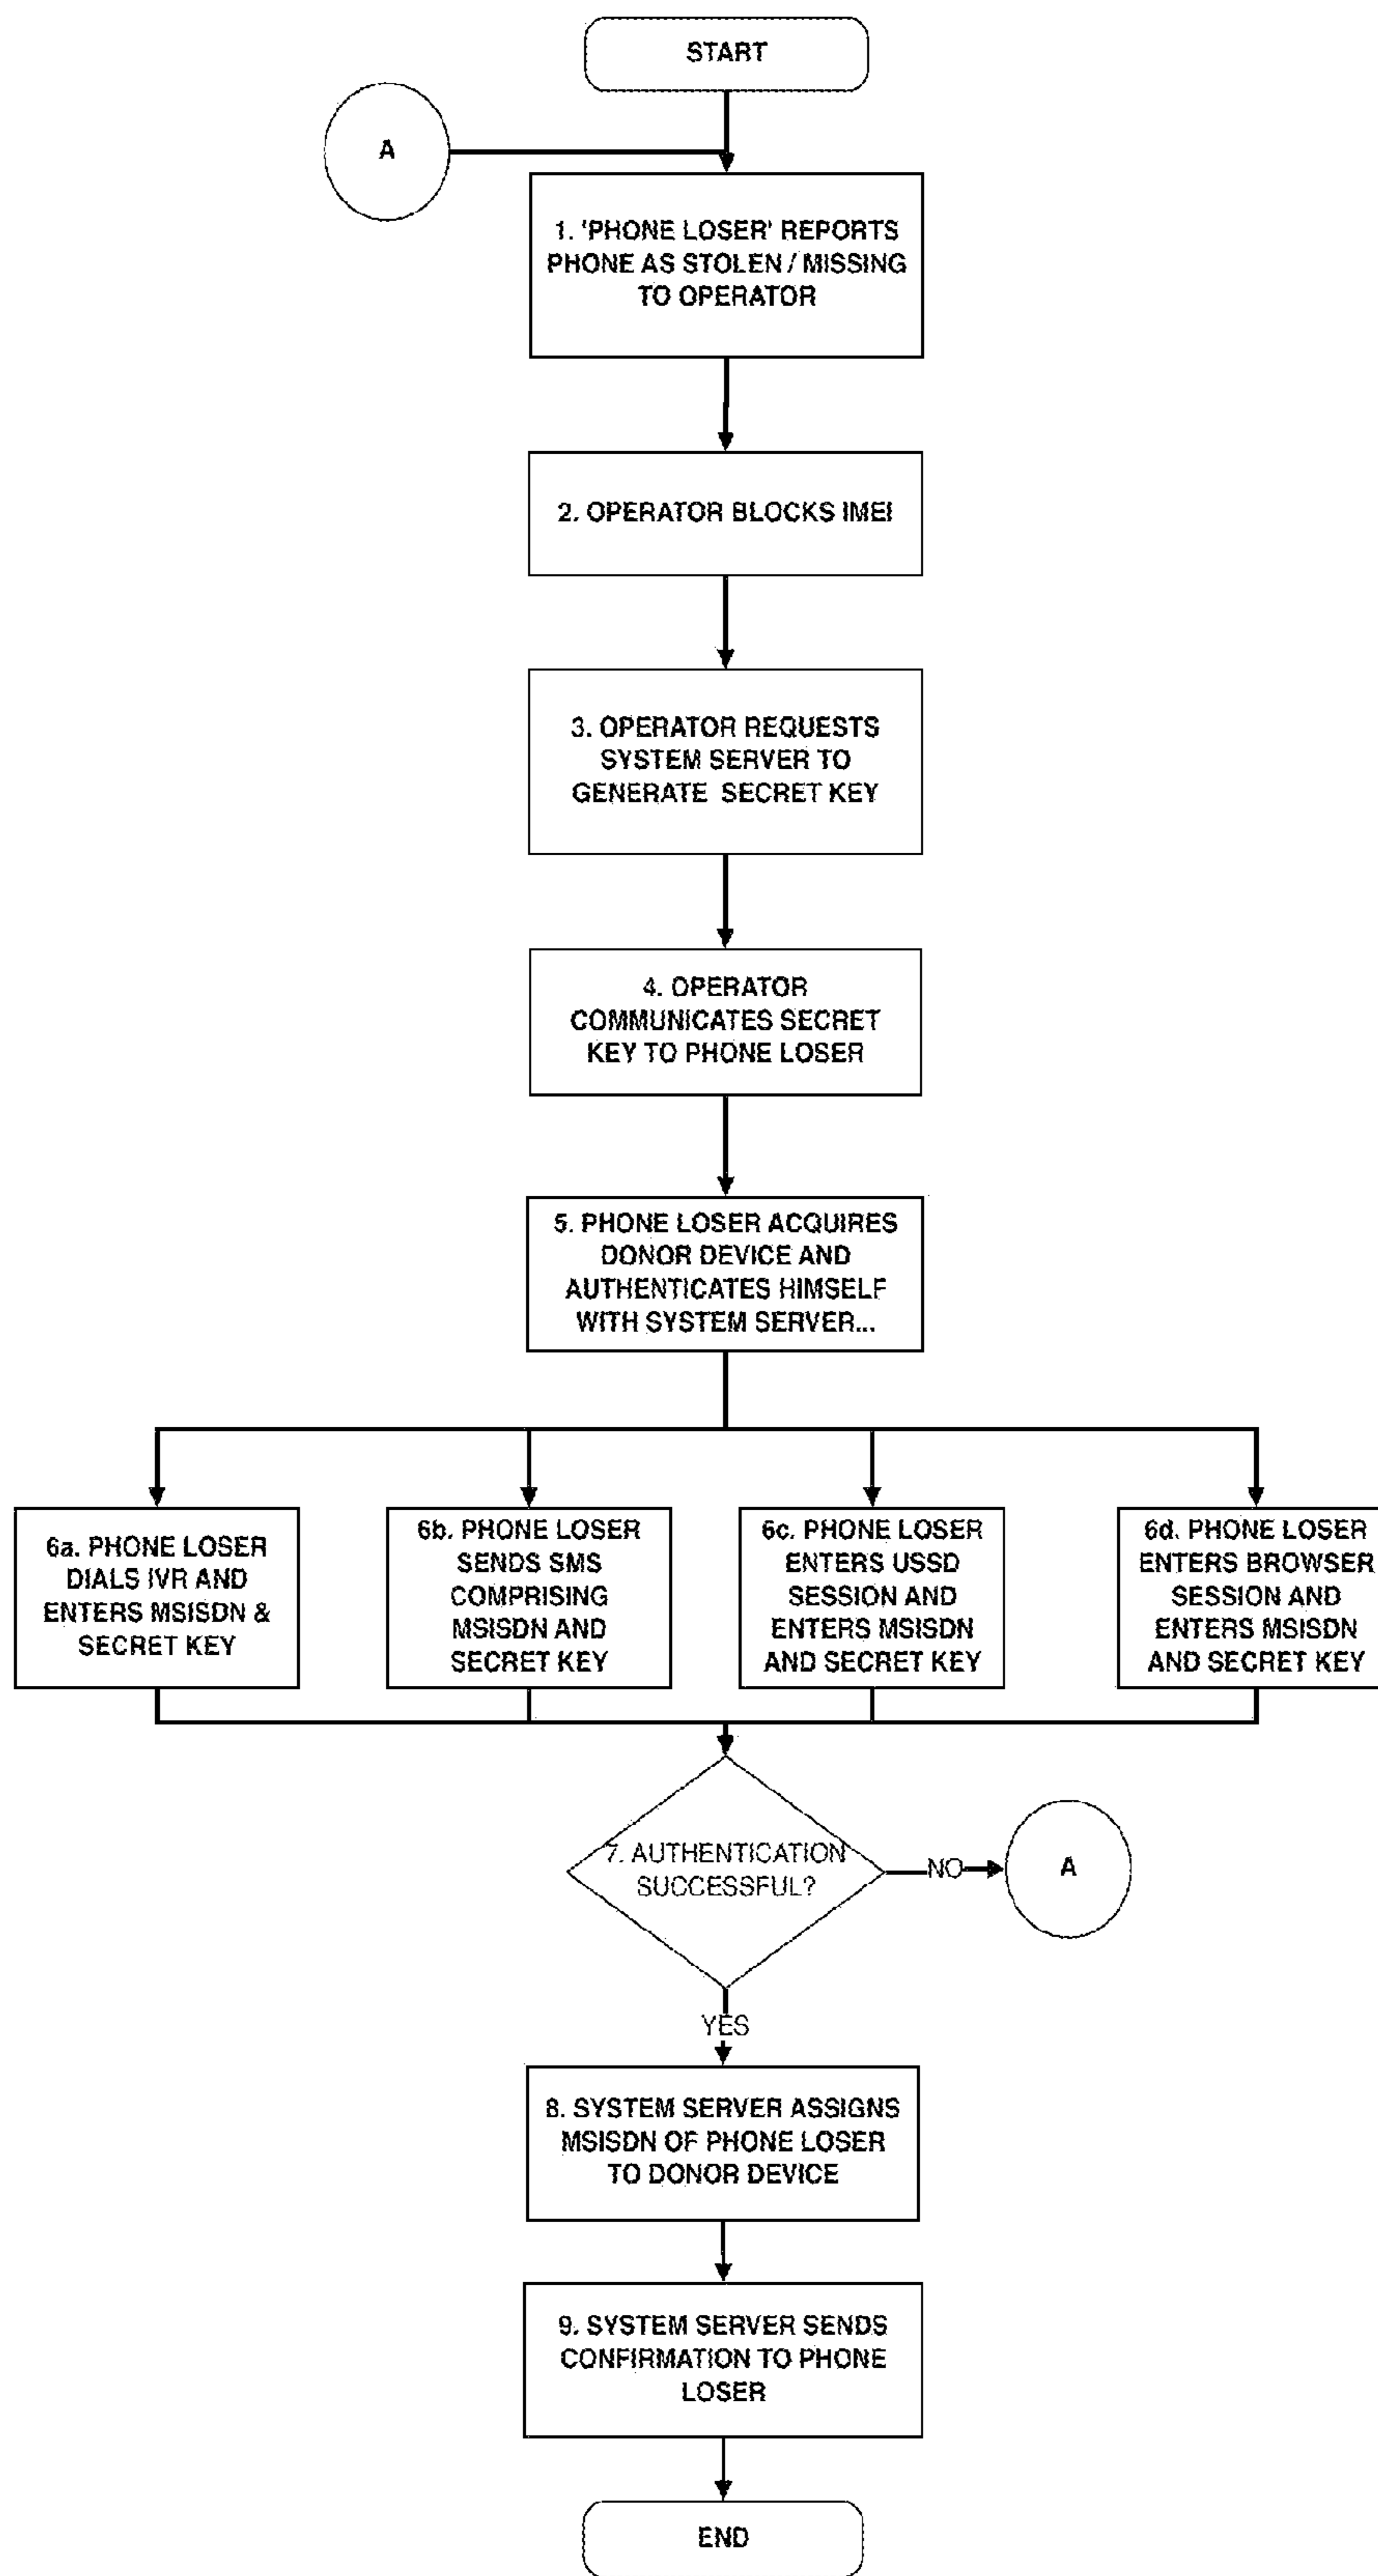 START
A
1. 'PHONE LOSER' REPORTS
PHONE AS STOLEN / MISSING
TO OPERATOR
2. OPERATOR BLOCKS IMEI
3. OPERATOR REQUESTS
SYSTEM SERVER TO
GENERATE SECRET KEY
4. OPERATOR
COMMUNICATES SECRET
KEY TO PHONE LOSER
5. PHONE LOSER ACQUIRES
DONOR DEVICE AND
AUTHENTICATES HIMSELF
WITH SYSTEM SERVER...
6a. PHONE LOSER
DIALS IVR AND
ENTERS MSISDN &
SECRET KEY
6b. PHONE LOSER
SENDS SMS
COMPRISING
MSISDN AND
SECRET KEY
6c. PHONE LOSER
ENTERS USSD
SESSION AND
ENTERS MSISDN
AND SECRET KEY
6d. PHONE LOSER
ENTERS BROWSER
SESSION AND
ENTERS MSISDN
AND SECRET KEY
7. AUTHENTICATION
SUCCESSFUL?
NO
A
YES
8. SYSTEM SERVER ASSIGNS
MSISDN OF PHONE LOSER
TO DONOR DEVICE
9. SYSTEM SERVER SENDS
CONFIRMATION TO PHONE
LOSER
END